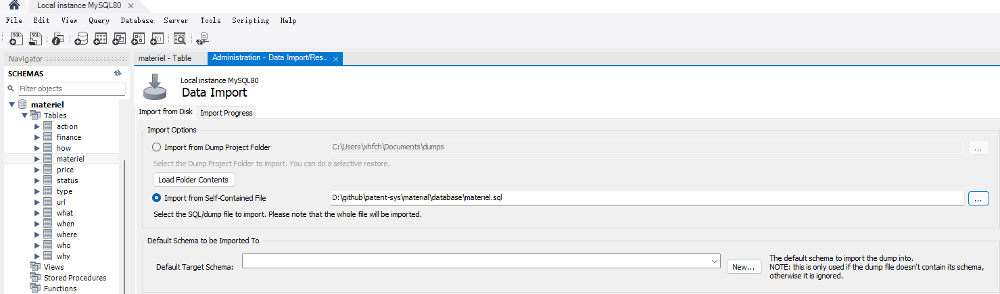 Local instance MySQL80
File Edit View Query Database Server Tools Scripting Help
SQL SQL
Navigator
SCHEMAS
Filter objects
materiel
Tables
action
finance
how
materiel
price
status
type
url
what
when
where
who
why
Views
Stored Procedures
Functions
materiel - Table
Administration - Data Import/Res...
Local instance MySQL80
Data Import
Import from Disk Import Progress
Import Options
Import from Dump Project Folder C:\Users\xhfch\Documents\dumps ...
Select the Dump Project Folder to import. You can do a selective restore.
Load Folder Contents
Import from Self-Contained File D:\github\patent-sys\material\database\materiel.sql ...
Select the SQL/dump file to import. Please note that the whole file will be imported.
Default Schema to be Imported To
Default Target Schema: New...
The default schema to import the dump into.
NOTE: this is only used if the dump file doesn't contain its schema,
otherwise it is ignored.